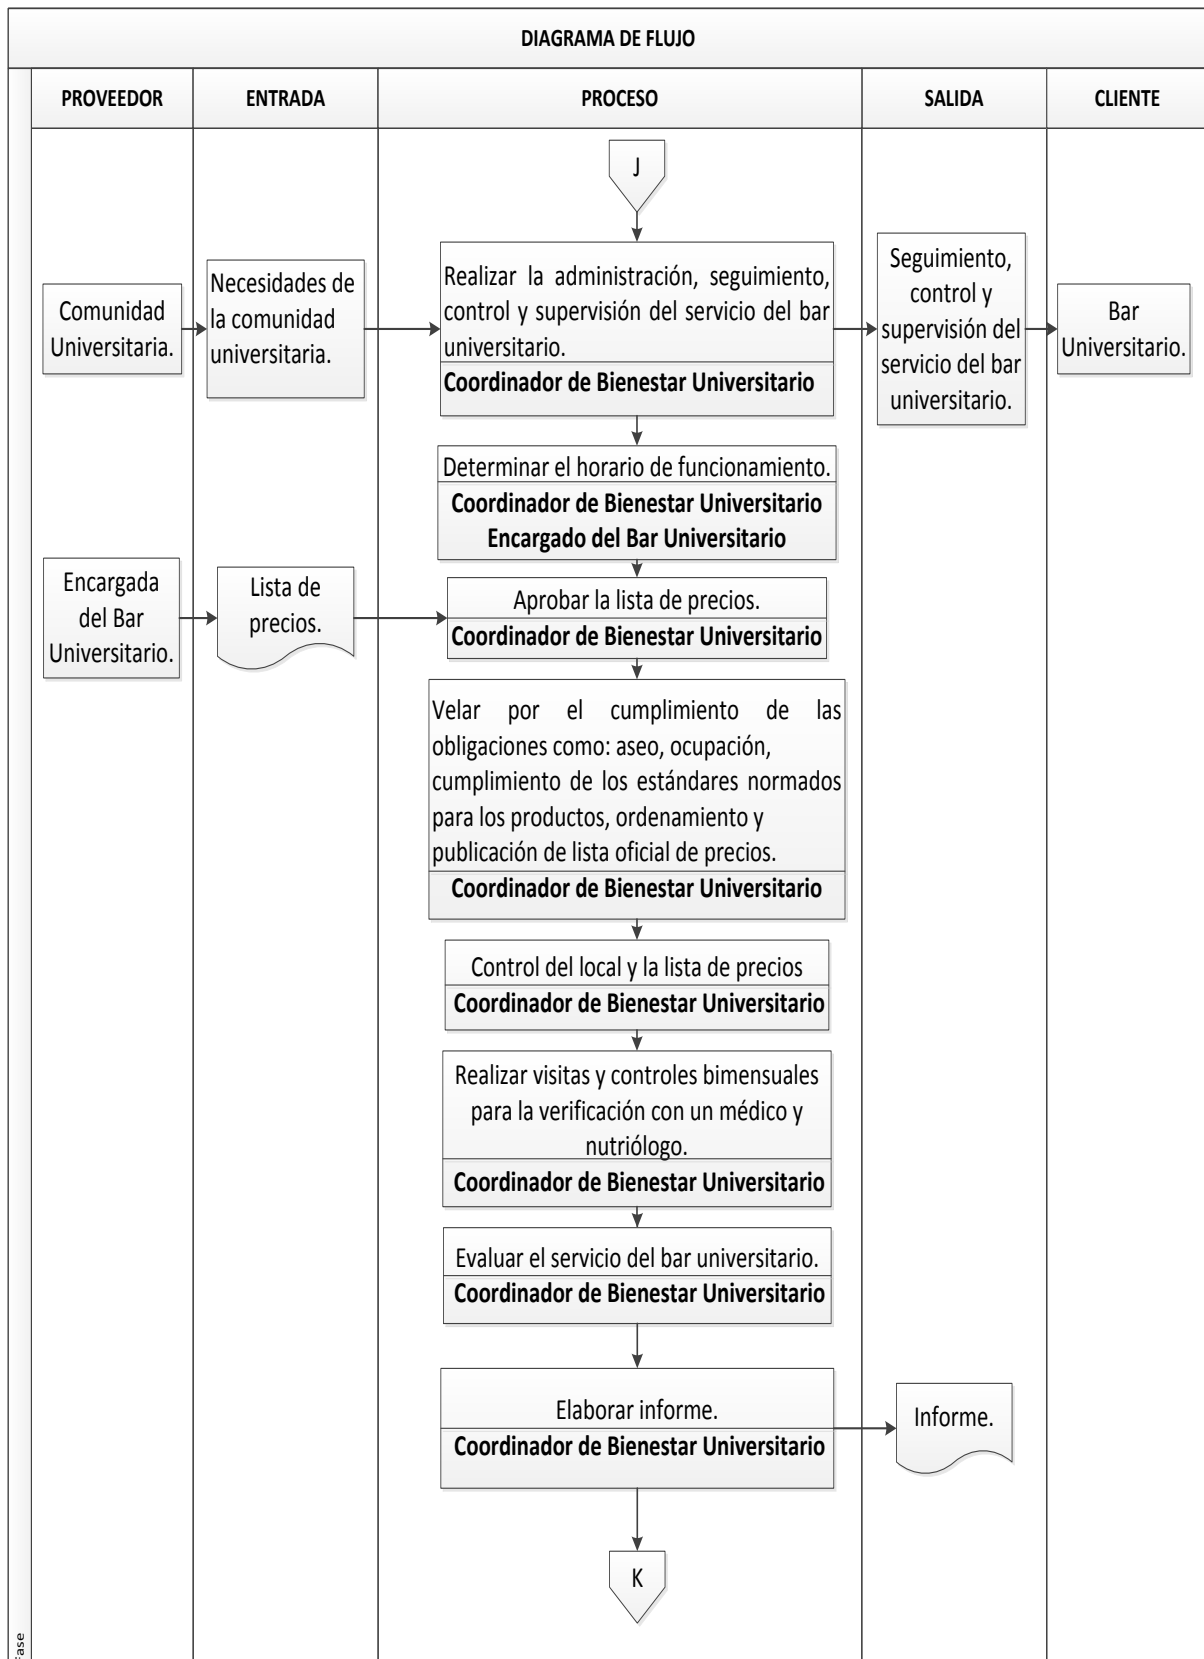 DIAGRAMA DE FLUJO
PROVEEDOR
ENTRADA
PROCESO
SALIDA
CLIENTE
J
Comunidad
Universitaria.
Necesidades de
la comunidad
universitaria.
Realizar la administración, seguimiento,
control y supervisión del servicio del bar
universitario.
Coordinador de Bienestar Universitario
Seguimiento,
control y
supervisión del
servicio del bar
universitario.
Bar
Universitario.
Determinar el horario de funcionamiento.
Coordinador de Bienestar Universitario
Encargado del Bar Universitario
Encargada
del Bar
Universitario.
Lista de
precios.
Aprobar la lista de precios.
Coordinador de Bienestar Universitario
Velar por el cumplimiento de las
obligaciones como: aseo, ocupación,
cumplimiento de los estándares normados
para los productos, ordenamiento y
publicación de lista oficial de precios.
Coordinador de Bienestar Universitario
Control del local y la lista de precios
Coordinador de Bienestar Universitario
Realizar visitas y controles bimensuales
para la verificación con un médico y
nutriólogo.
Coordinador de Bienestar Universitario
Evaluar el servicio del bar universitario.
Coordinador de Bienestar Universitario
Elaborar informe.
Coordinador de Bienestar Universitario
Informe.
K
Fase